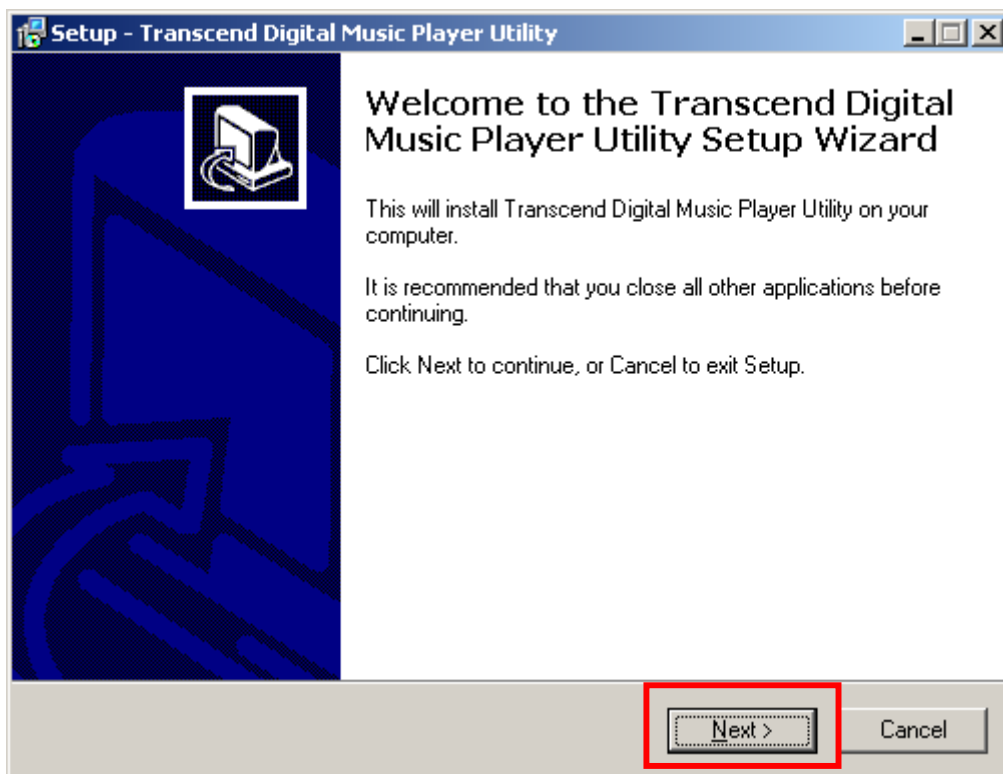 Setup - Transcend Digital Music Player Utility
Welcome to the Transcend Digital
Music Player Utility Setup Wizard
This will install Transcend Digital Music Player Utility on your
computer.
It is recommended that you close all other applications before
continuing.
Click Next to continue, or Cancel to exit Setup.
Next >
Cancel